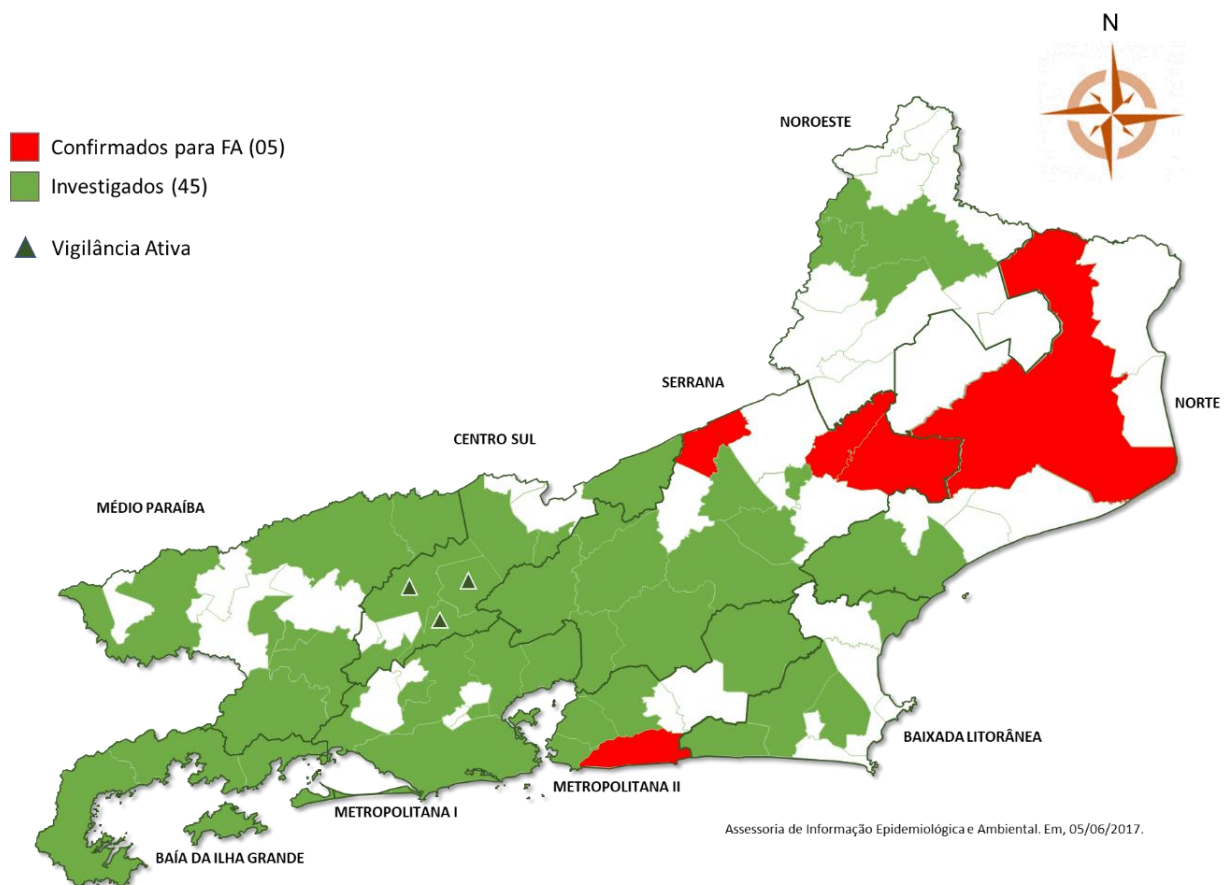 N
NOROESTE
Confirmados para FA (05)
Investigados (45)
Vigilância Ativa
SERRANA
NORTE
CENTRO SUL
MÉDIO PARAÍBA
BAIXADA LITORÂNEA
METROPOLITANA II
METROPOLITANA I
Assessoria de Informação Epidemiológica e Ambiental. Em, 05/06/2017.
BAÍA DA ILHA GRANDE